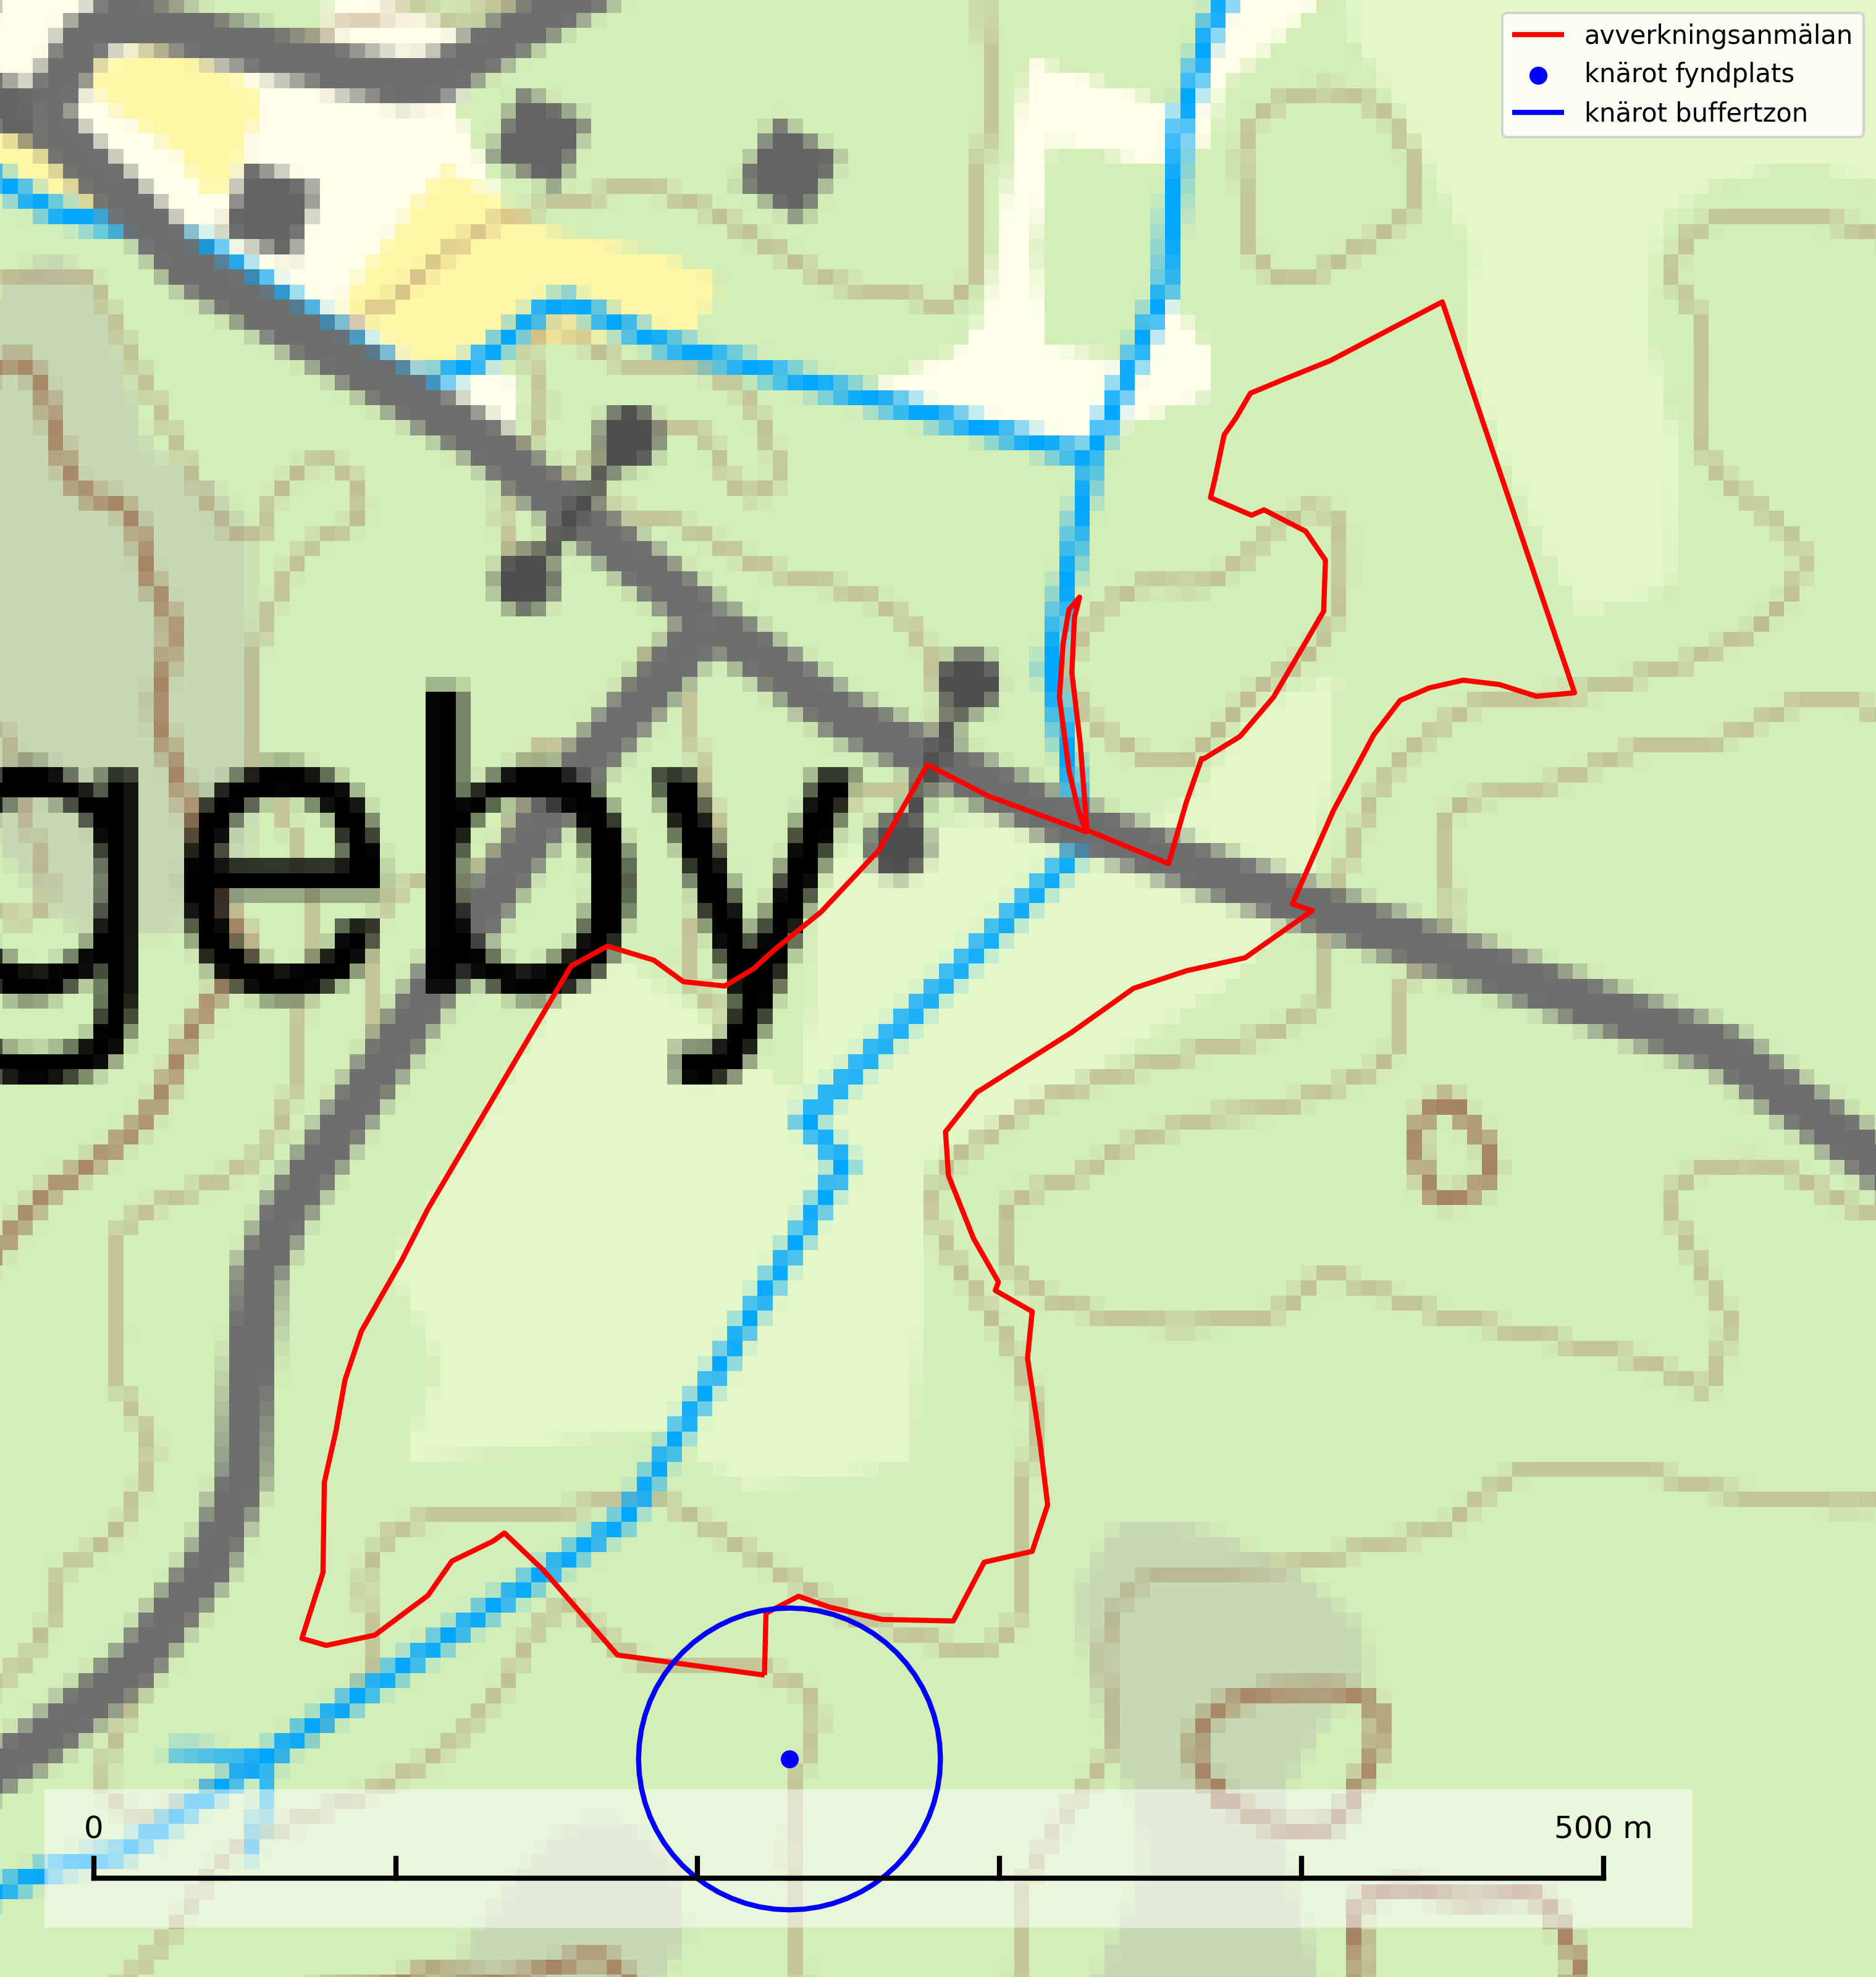 avverkningsanmälan
knärot fyndplats
knärot buffertzon
geby
0 500 m